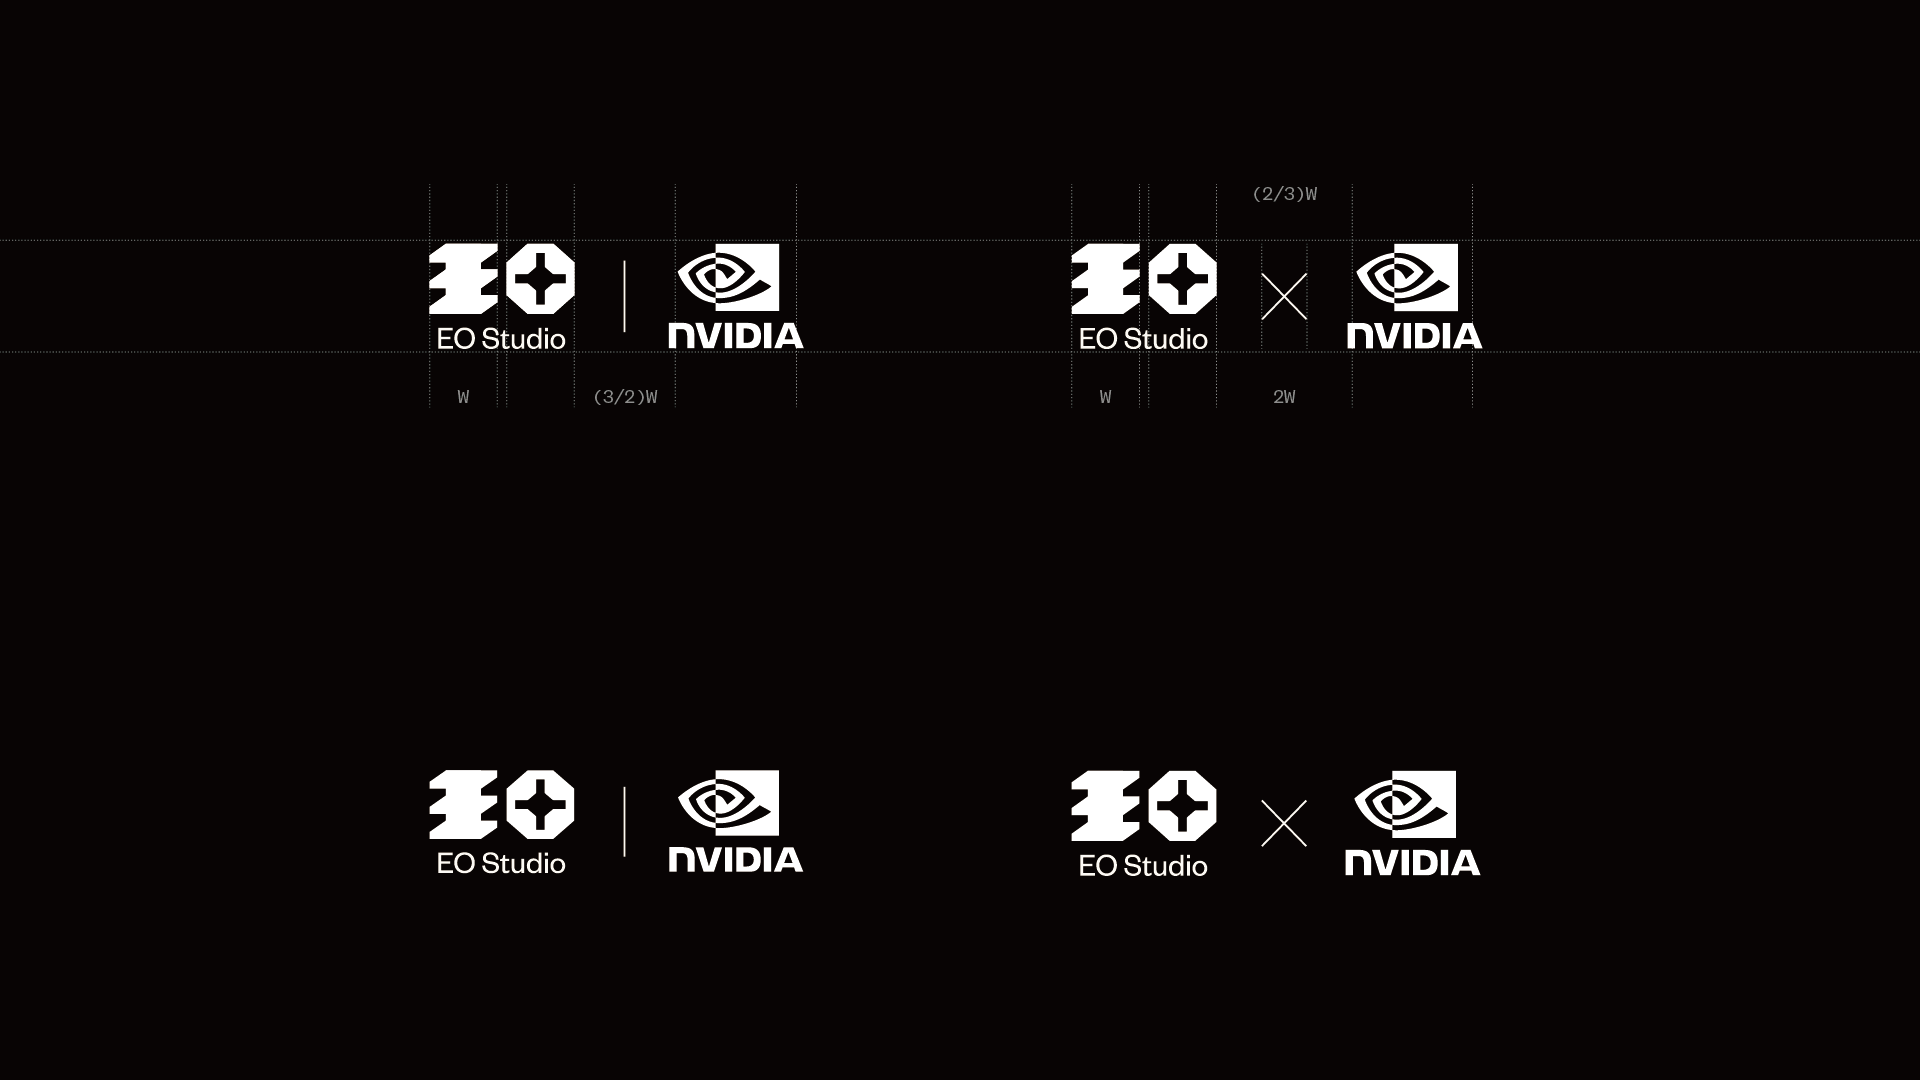 (2/3)W
EO Studio
NVIDIA
EO Studio
NVIDIA
W
(3/2)W
W
2W
EO Studio
NVIDIA
EO Studio
NVIDIA